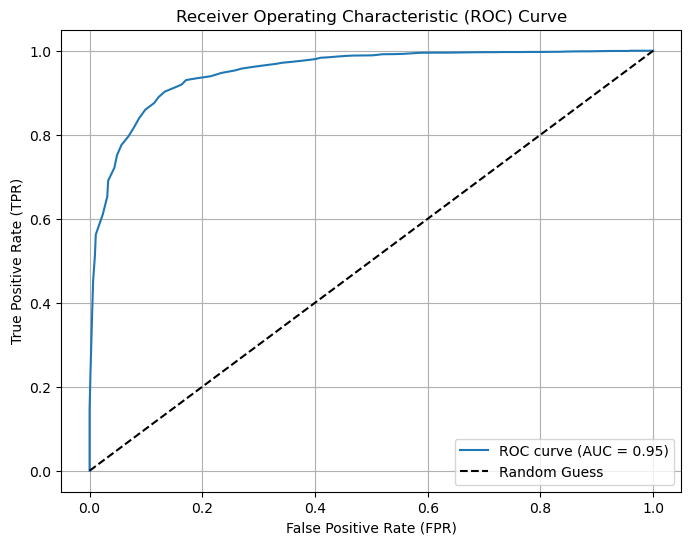 Receiver Operating Characteristic (ROC) Curve
True Positive Rate (TPR)
1.0
0.8
0.6
0.4
0.2
0.0
0.0 0.2 0.4 0.6 0.8 1.0
False Positive Rate (FPR)
ROC curve (AUC = 0.95)
Random Guess